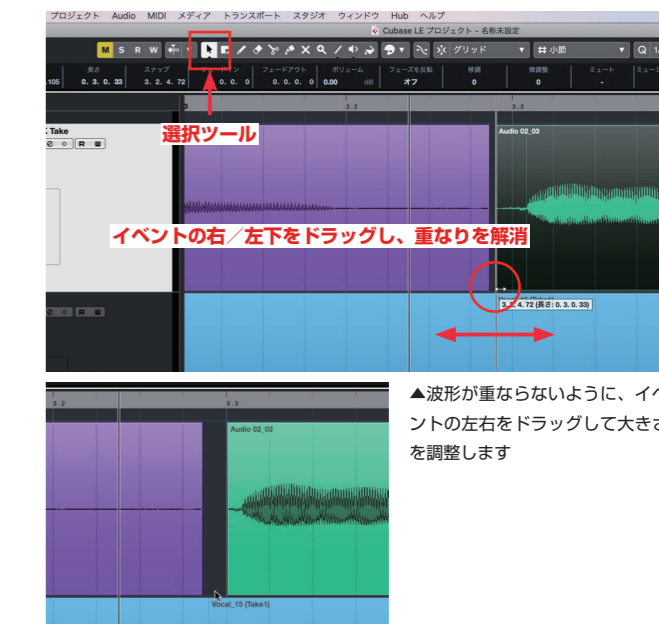 プロジェクト Audio MIDI メディア トランスポート スタジオ ウィンドウ Hub ヘルプ
Cubase LE プロジェクト - 名称未設定
M S R W グリッド 小節 Q
長さ スナップ フェードアウト ボリューム フェーズを反転 移調 微調整 ミュート
.105 0. 3. 0. 33 3. 2. 4. 72 0. 0. 0 0. 0. 0. 0 0.00 dB オフ 0 0 -
3.2 3.3
選択ツール
Take
Audio 02_03
R
イベントの右／左下をドラッグし、重なりを解消
3. 2. 4. 72 (長さ: 0. 3. 0. 33)
R
3.2 3.3
Audio 02_03
Vocal_15 (Take1)
▲波形が重ならないように、イベ
ントの左右をドラッグして大きさ
を調整します